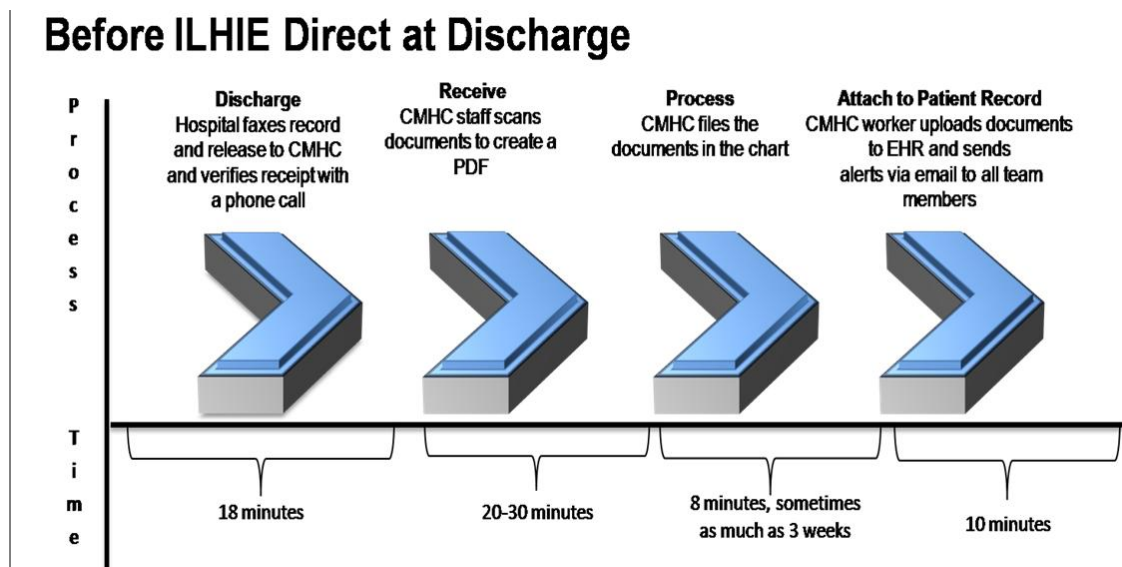 Before ILHIE Direct at Discharge
Process
Discharge
Hospital faxes record
and release to CMHC
and verifies receipt with
a phone call
Receive
CMHC staff scans
documents to create a
PDF
Process
CMHC files the
documents in the chart
Attach to Patient Record
CMHC worker uploads documents
to EHR and sends
alerts via email to all team
members
Time
18 minutes
20-30 minutes
8 minutes, sometimes
as much as 3 weeks
10 minutes